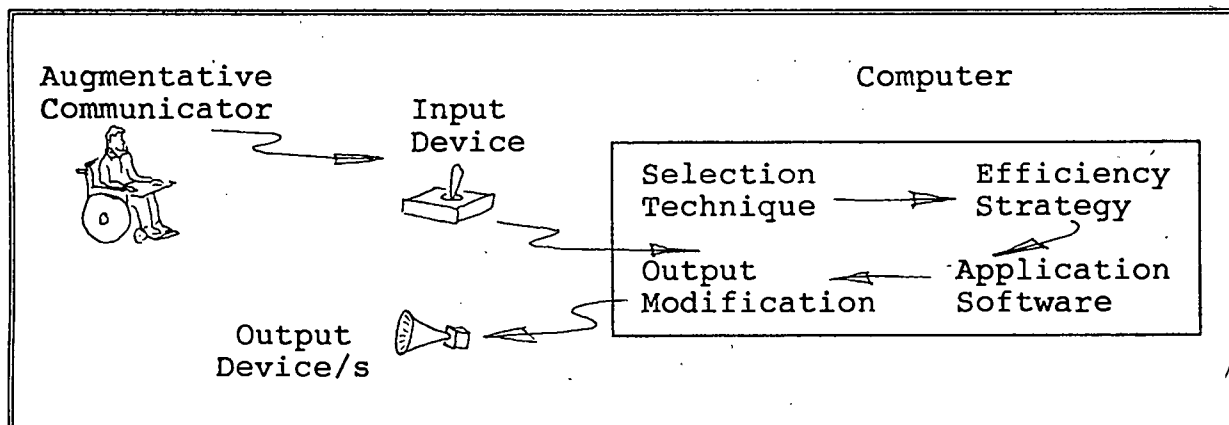 Augmentative
Communicator
Computer
Input
Device
Selection
Technique
Efficiency
Strategy
Output
Modification
Application
Software
Output
Device/s